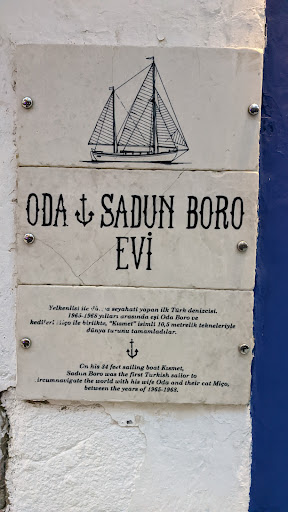 ODA ⚓ SADUN BORO
EVİ
Yelkenlisi ile dünya seyahati yapan ilk Türk denizcisi.
1965-1968 yılları arasında eşi Oda Boro ve
kedileri Miço ile birlikte, "Kısmet" isimli 10,5 metrelik tekneleriyle
dünya turunu tamamladılar.
On his 34 feet sailing boat Kısmet,
Sadun Boro was the first Turkish sailor to
circumnavigate the world with his wife Oda and their cat Miço,
between the years of 1965-1968.